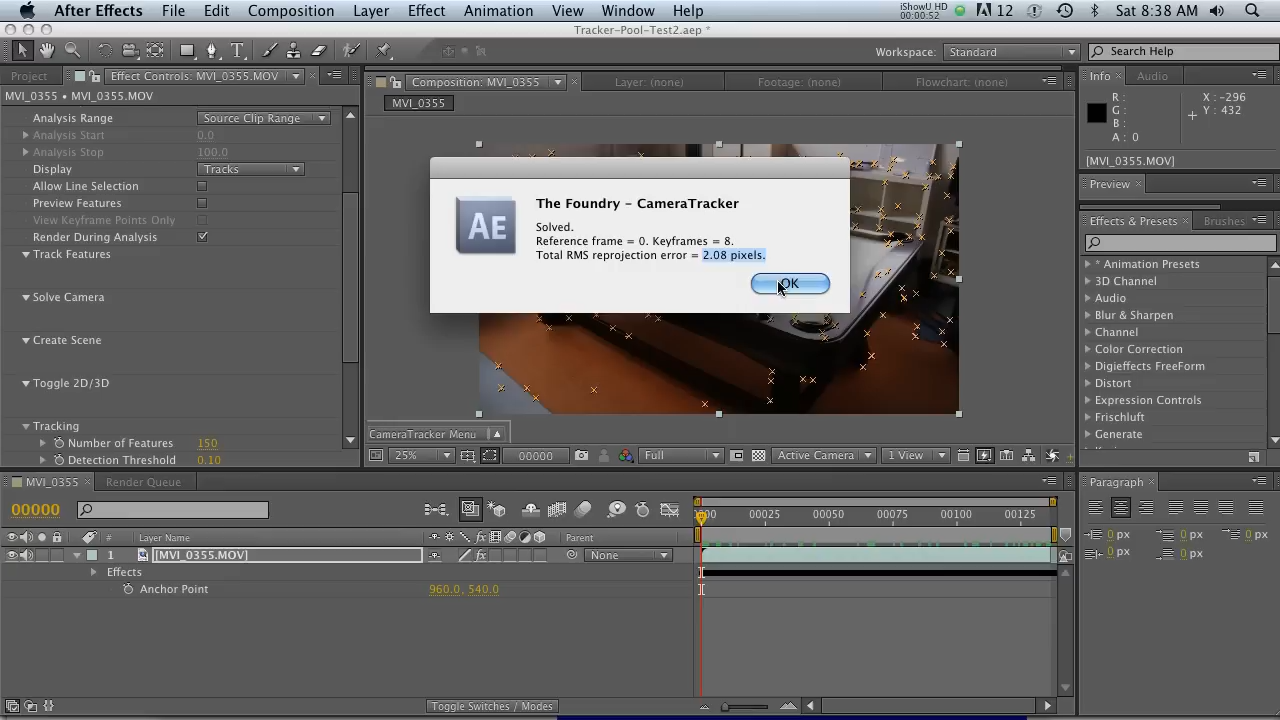 After Effects File Edit Composition Layer Effect Animation View Window Help
iShowU HD
00:00:52
12
Sat 8:38 AM
Tracker-Pool-Test2.aep *
Workspace: Standard
Search Help
Project
Effect Controls: MVI_0355.MOV
MVI_0355 • MVI_0355.MOV
Analysis Range Source Clip Range
Analysis Start 0.0
Analysis Stop 100.0
Display Tracks
Allow Line Selection
Preview Features
View Keyframe Points Only
Render During Analysis
Track Features
Solve Camera
Create Scene
Toggle 2D/3D
Tracking
Number of Features 150
Detection Threshold 0.10
Composition: MVI_0355
Layer: (none)
Footage: (none)
Flowchart: (none)
MVI_0355
AE
The Foundry – CameraTracker
Solved.
Reference frame = 0. Keyframes = 8.
Total RMS reprojection error = 2.08 pixels.
OK
CameraTracker Menu
25% 00000 Full Active Camera 1 View
Info Audio
R :
G :
B :
A : 0
X : -296
Y : 432
[MVI_0355.MOV]
Preview
Effects & Presets Brushes
* Animation Presets
3D Channel
Audio
Blur & Sharpen
Channel
Color Correction
Digieffects FreeForm
Distort
Expression Controls
Frischluft
Generate
MVI_0355 Render Queue
00000
# Layer Name Parent
1 [MVI_0355.MOV] fx None
Effects
Anchor Point 960.0, 540.0
00025 00050 00075 00100 00125
Toggle Switches / Modes
Paragraph
0 px 0 px 0 px
0 px 0 px